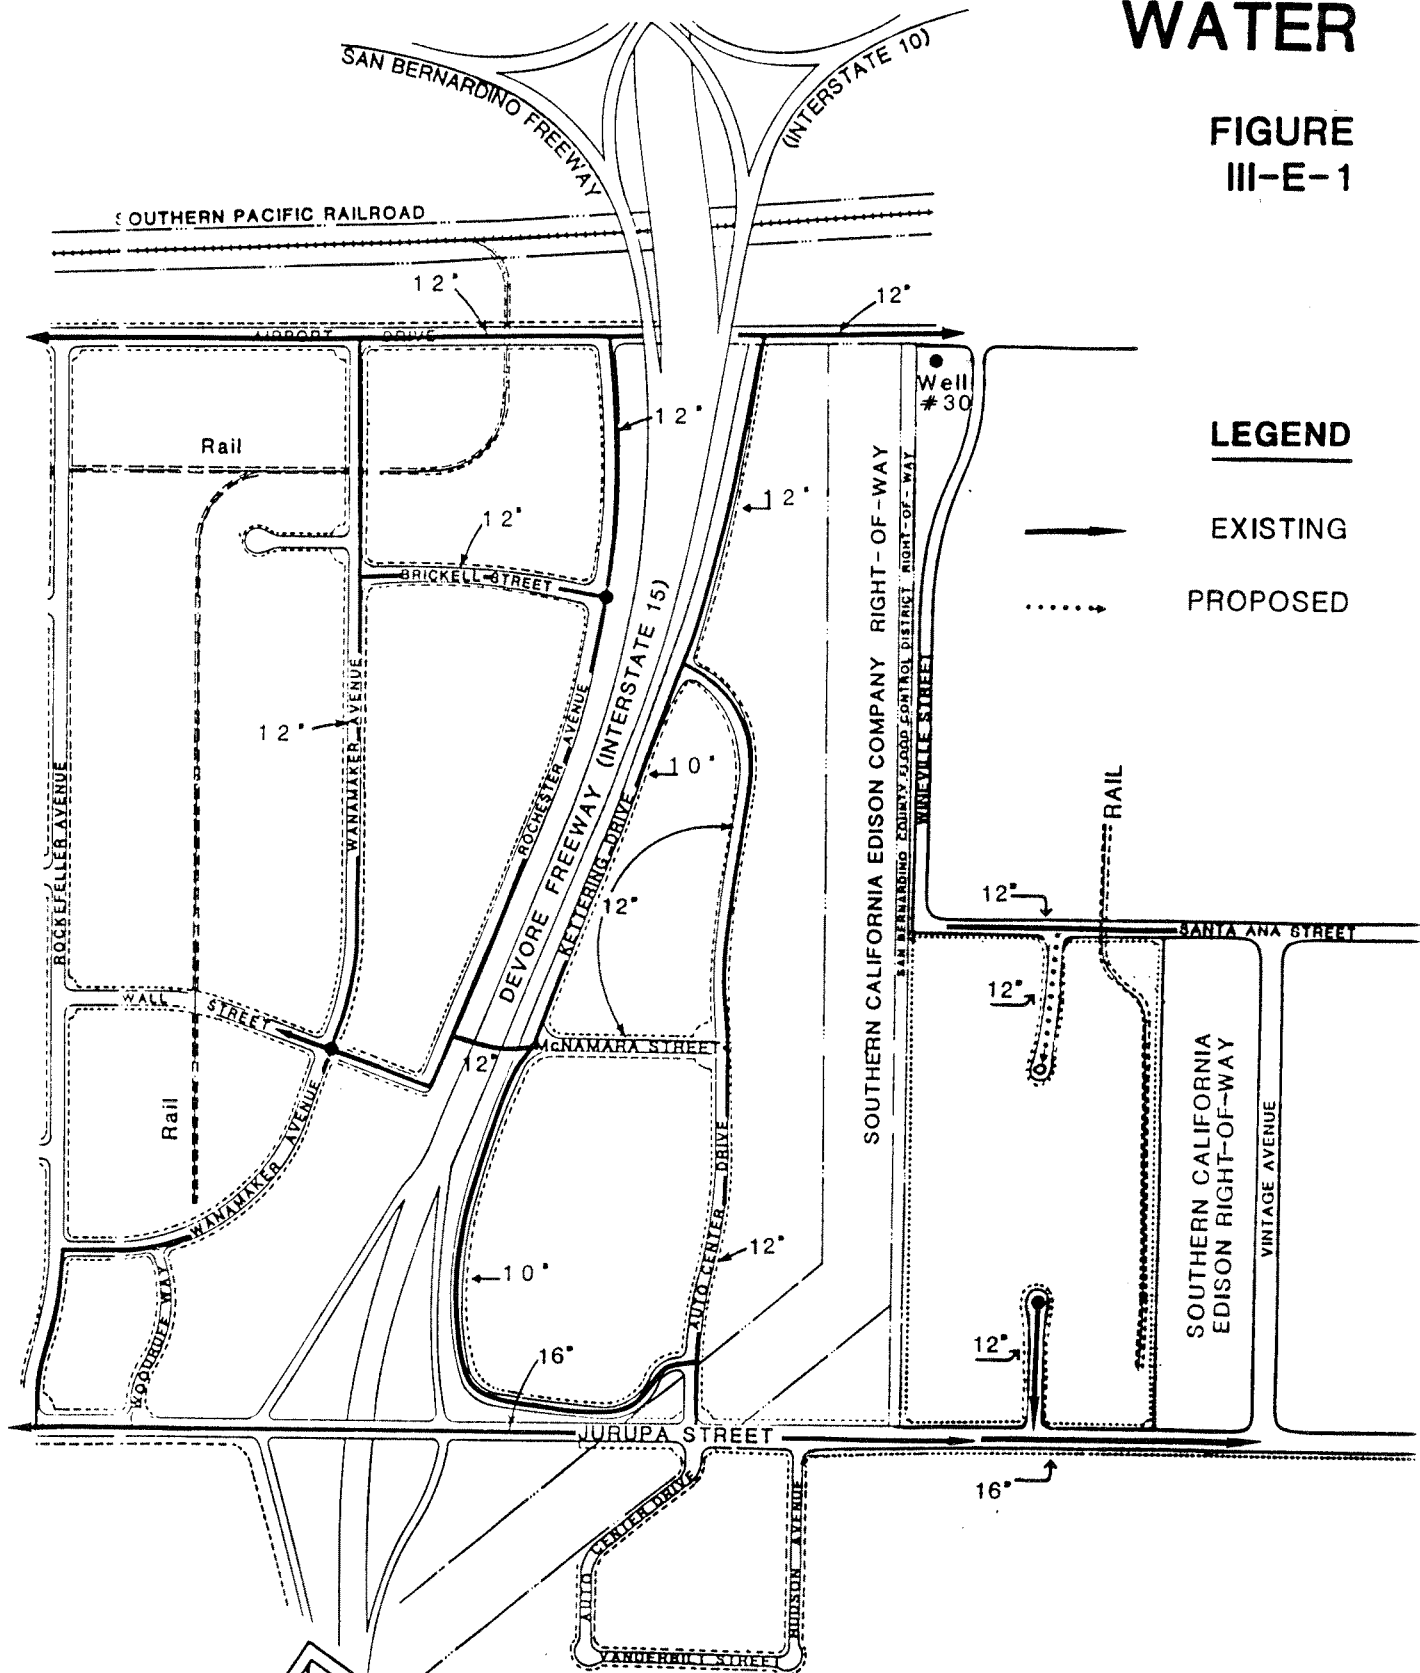 WATER
FIGURE
III-E-1
SAN BERNARDINO FREEWAY
(INTERSTATE 10)
OUTHERN PACIFIC RAILROAD
12"
12"
AIRPORT DRIVE
Well
#30
12"
LEGEND
EXISTING
PROPOSED
Rail
12"
12"
BRICKELL STREET
12"
WANAMAKER AVENUE
ROCKEFELLER AVENUE
ROCHESTER AVENUE
DEVORE FREEWAY (INTERSTATE 15)
KETTERING DRIVE
10"
12"
SOUTHERN CALIFORNIA EDISON COMPANY RIGHT-OF-WAY
SAN BERNARDINO COUNTY FLOOD CONTROL DISTRICT RIGHT-OF-WAY
WINEVILLE STREET
RAIL
12"
SANTA ANA STREET
12"
WALL STREET
McNAMARA STREET
12"
Rail
WANAMAKER AVENUE
WOODRUFF WAY
10"
AUTO CENTER DRIVE
12"
SOUTHERN CALIFORNIA
EDISON RIGHT-OF-WAY
VINTAGE AVENUE
12"
16"
JURUPA STREET
16"
AUTO CENTER DRIVE
HUDSON AVENUE
VANDERBILT STREET